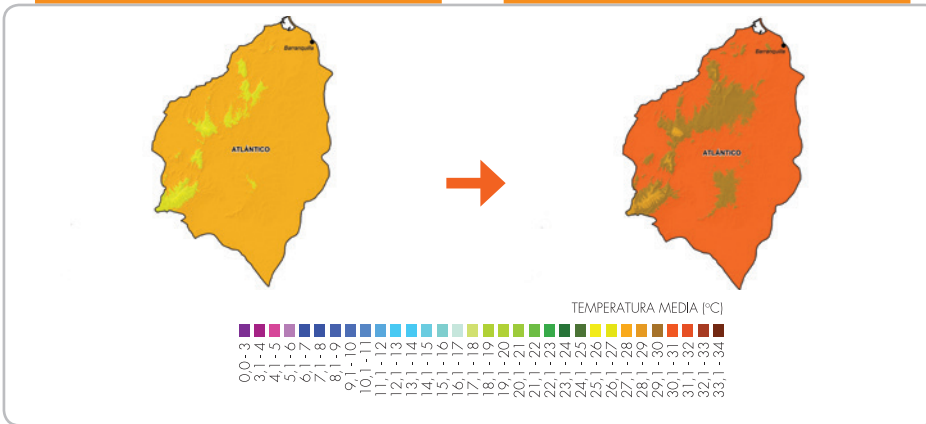 Barranquilla
ATLÁNTICO
Barranquilla
ATLÁNTICO
TEMPERATURA MEDIA (ºC)
0,0 - 3
3,1 - 4
4,1 - 5
5,1 - 6
6,1 - 7
7,1 - 8
8,1 - 9
9,1 - 10
10,1 - 11
11,1 - 12
12,1 - 13
13,1 - 14
14,1 - 15
15,1 - 16
16,1 - 17
17,1 - 18
18,1 - 19
19,1 - 20
20,1 - 21
21,1 - 22
22,1 - 23
23,1 - 24
24,1 - 25
25,1 - 26
26,1 - 27
27,1 - 28
28,1 - 29
29,1 - 30
30,1 - 31
31,1 - 32
32,1 - 33
33,1 - 34